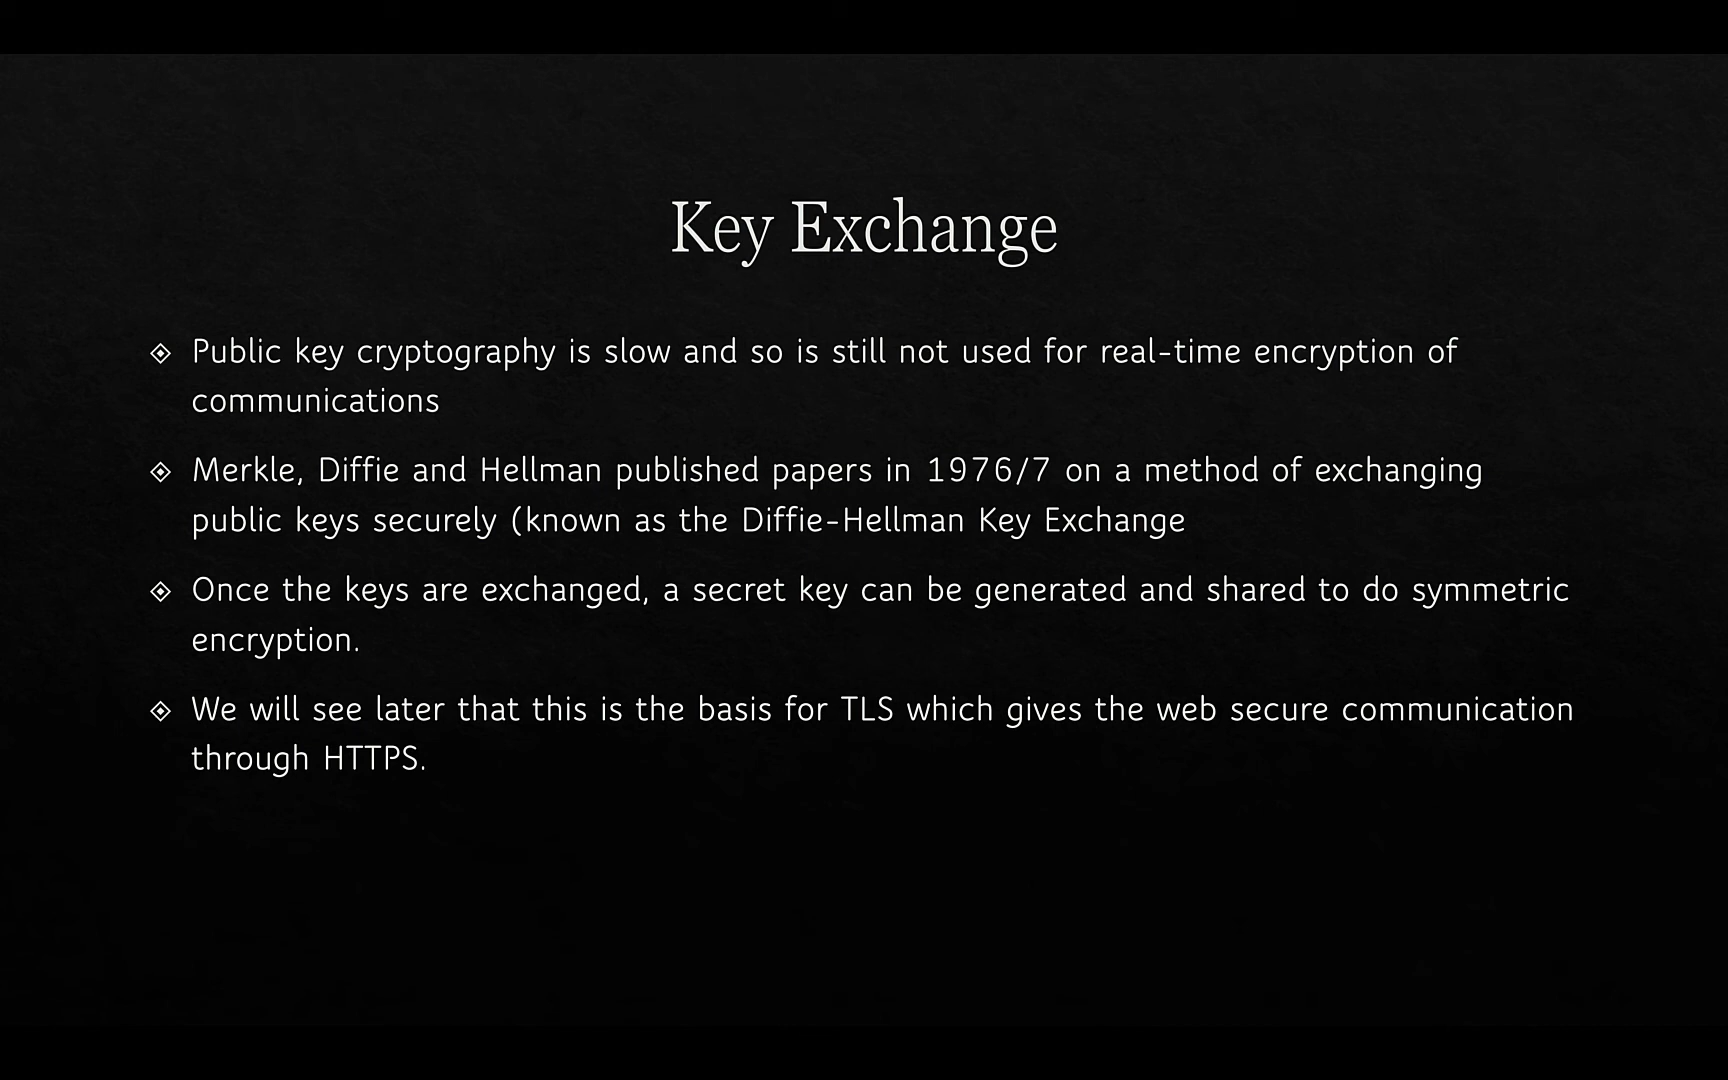 Key Exchange
Public key cryptography is slow and so is still not used for real-time encryption of
communications
Merkle, Diffie and Hellman published papers in 1976/7 on a method of exchanging
public keys securely (known as the Diffie-Hellman Key Exchange
Once the keys are exchanged, a secret key can be generated and shared to do symmetric
encryption.
We will see later that this is the basis for TLS which gives the web secure communication
through HTTPS.